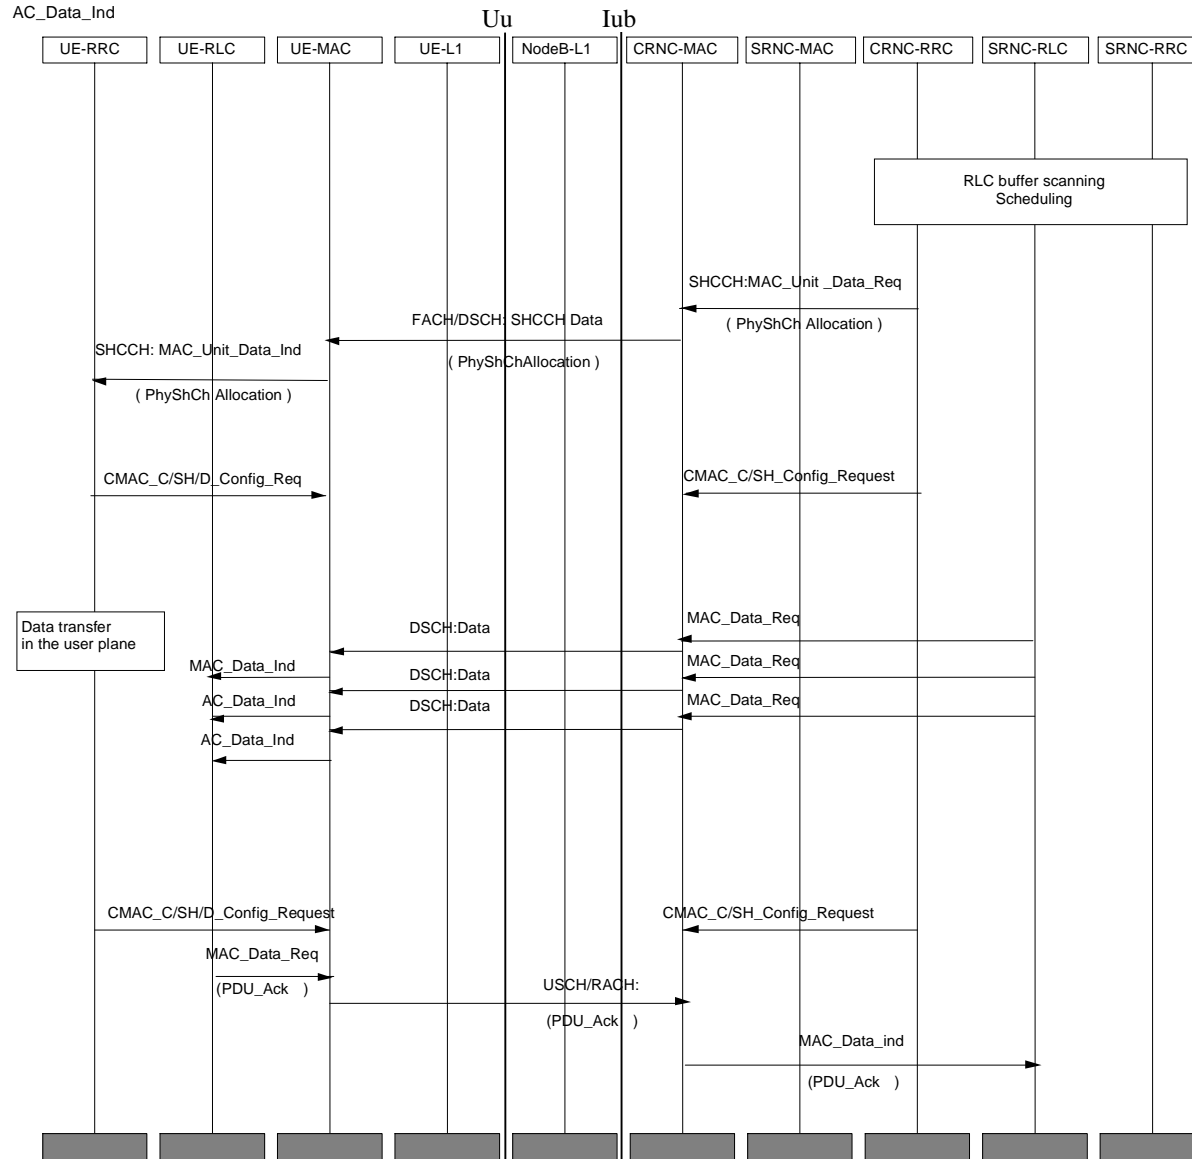 AC_Data_Ind
Uu
Iub
UE-RRC
UE-RLC
UE-MAC
UE-L1
NodeB-L1
CRNC-MAC
SRNC-MAC
CRNC-RRC
SRNC-RLC
SRNC-RRC
RLC buffer scanning
Scheduling
SHCCH:MAC_Unit _Data_Req
( PhyShCh Allocation )
FACH/DSCH: SHCCH Data
( PhyShChAllocation )
SHCCH: MAC_Unit_Data_Ind
( PhyShCh Allocation )
CMAC_C/SH/D_Config_Req
CMAC_C/SH_Config_Request
Data transfer
in the user plane
MAC_Data_Req
DSCH:Data
MAC_Data_Ind
MAC_Data_Req
DSCH:Data
AC_Data_Ind
MAC_Data_Req
DSCH:Data
AC_Data_Ind
CMAC_C/SH/D_Config_Request
CMAC_C/SH_Config_Request
MAC_Data_Req
(PDU_Ack )
USCH/RACH:
(PDU_Ack )
MAC_Data_ind
(PDU_Ack )